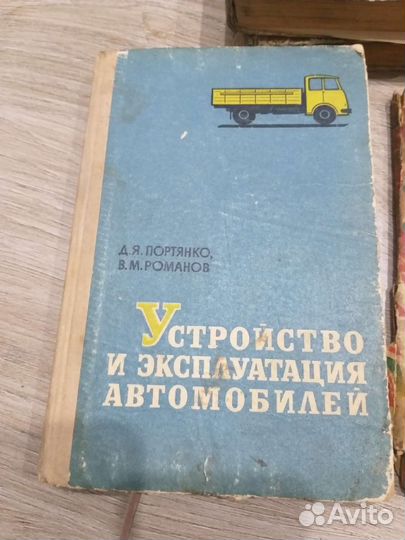 Д.Я. ПОРТЯНКО,
В.М. РОМАНОВ
УСТРОЙСТВО
И ЭКСПЛУАТАЦИЯ
АВТОМОБИЛЕЙ
Avito